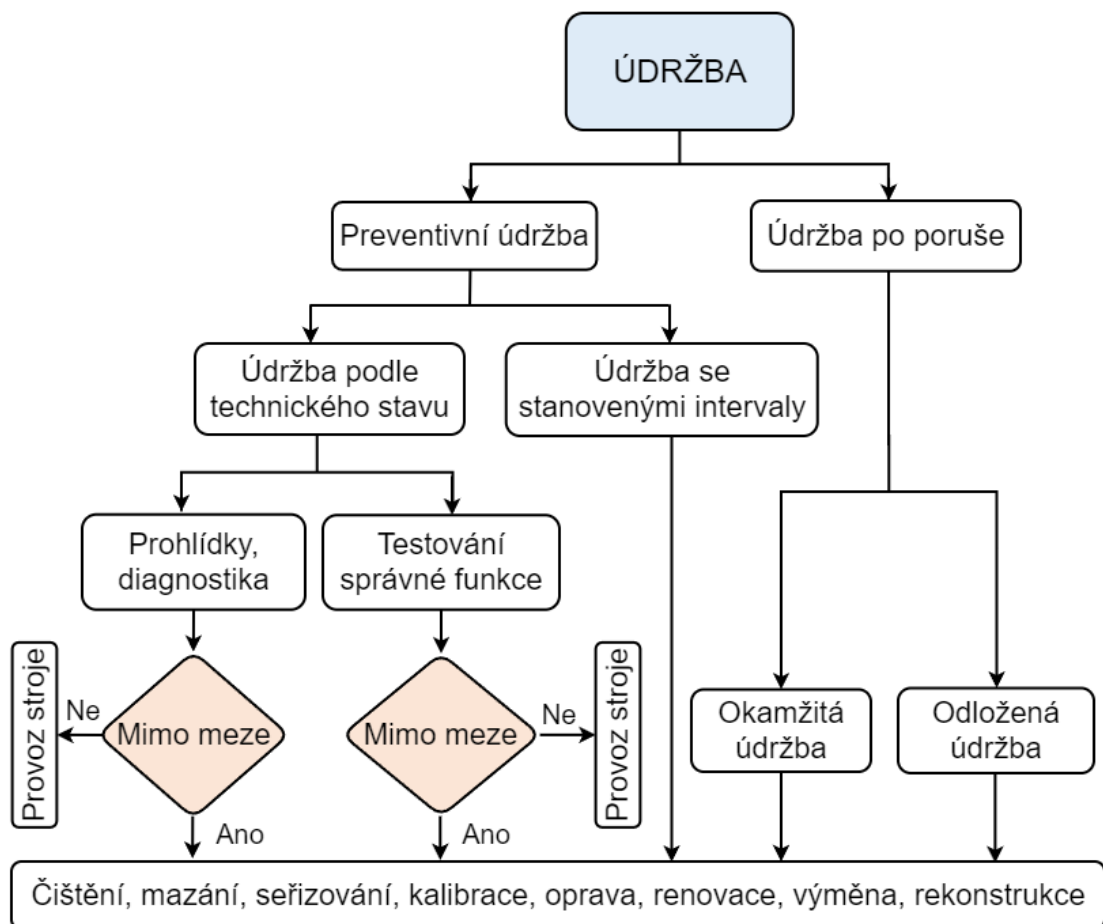 ÚDRŽBA
Preventivní údržba
Údržba po poruše
Údržba podle
technického stavu
Údržba se
stanovenými intervaly
Prohlídky,
diagnostika
Testování
správné funkce
Provoz stroje
Ne
Mimo meze
Ano
Mimo meze
Ne
Ano
Provoz stroje
Okamžitá
údržba
Odložená
údržba
Čištění, mazání, seřizování, kalibrace, oprava, renovace, výměna, rekonstrukce